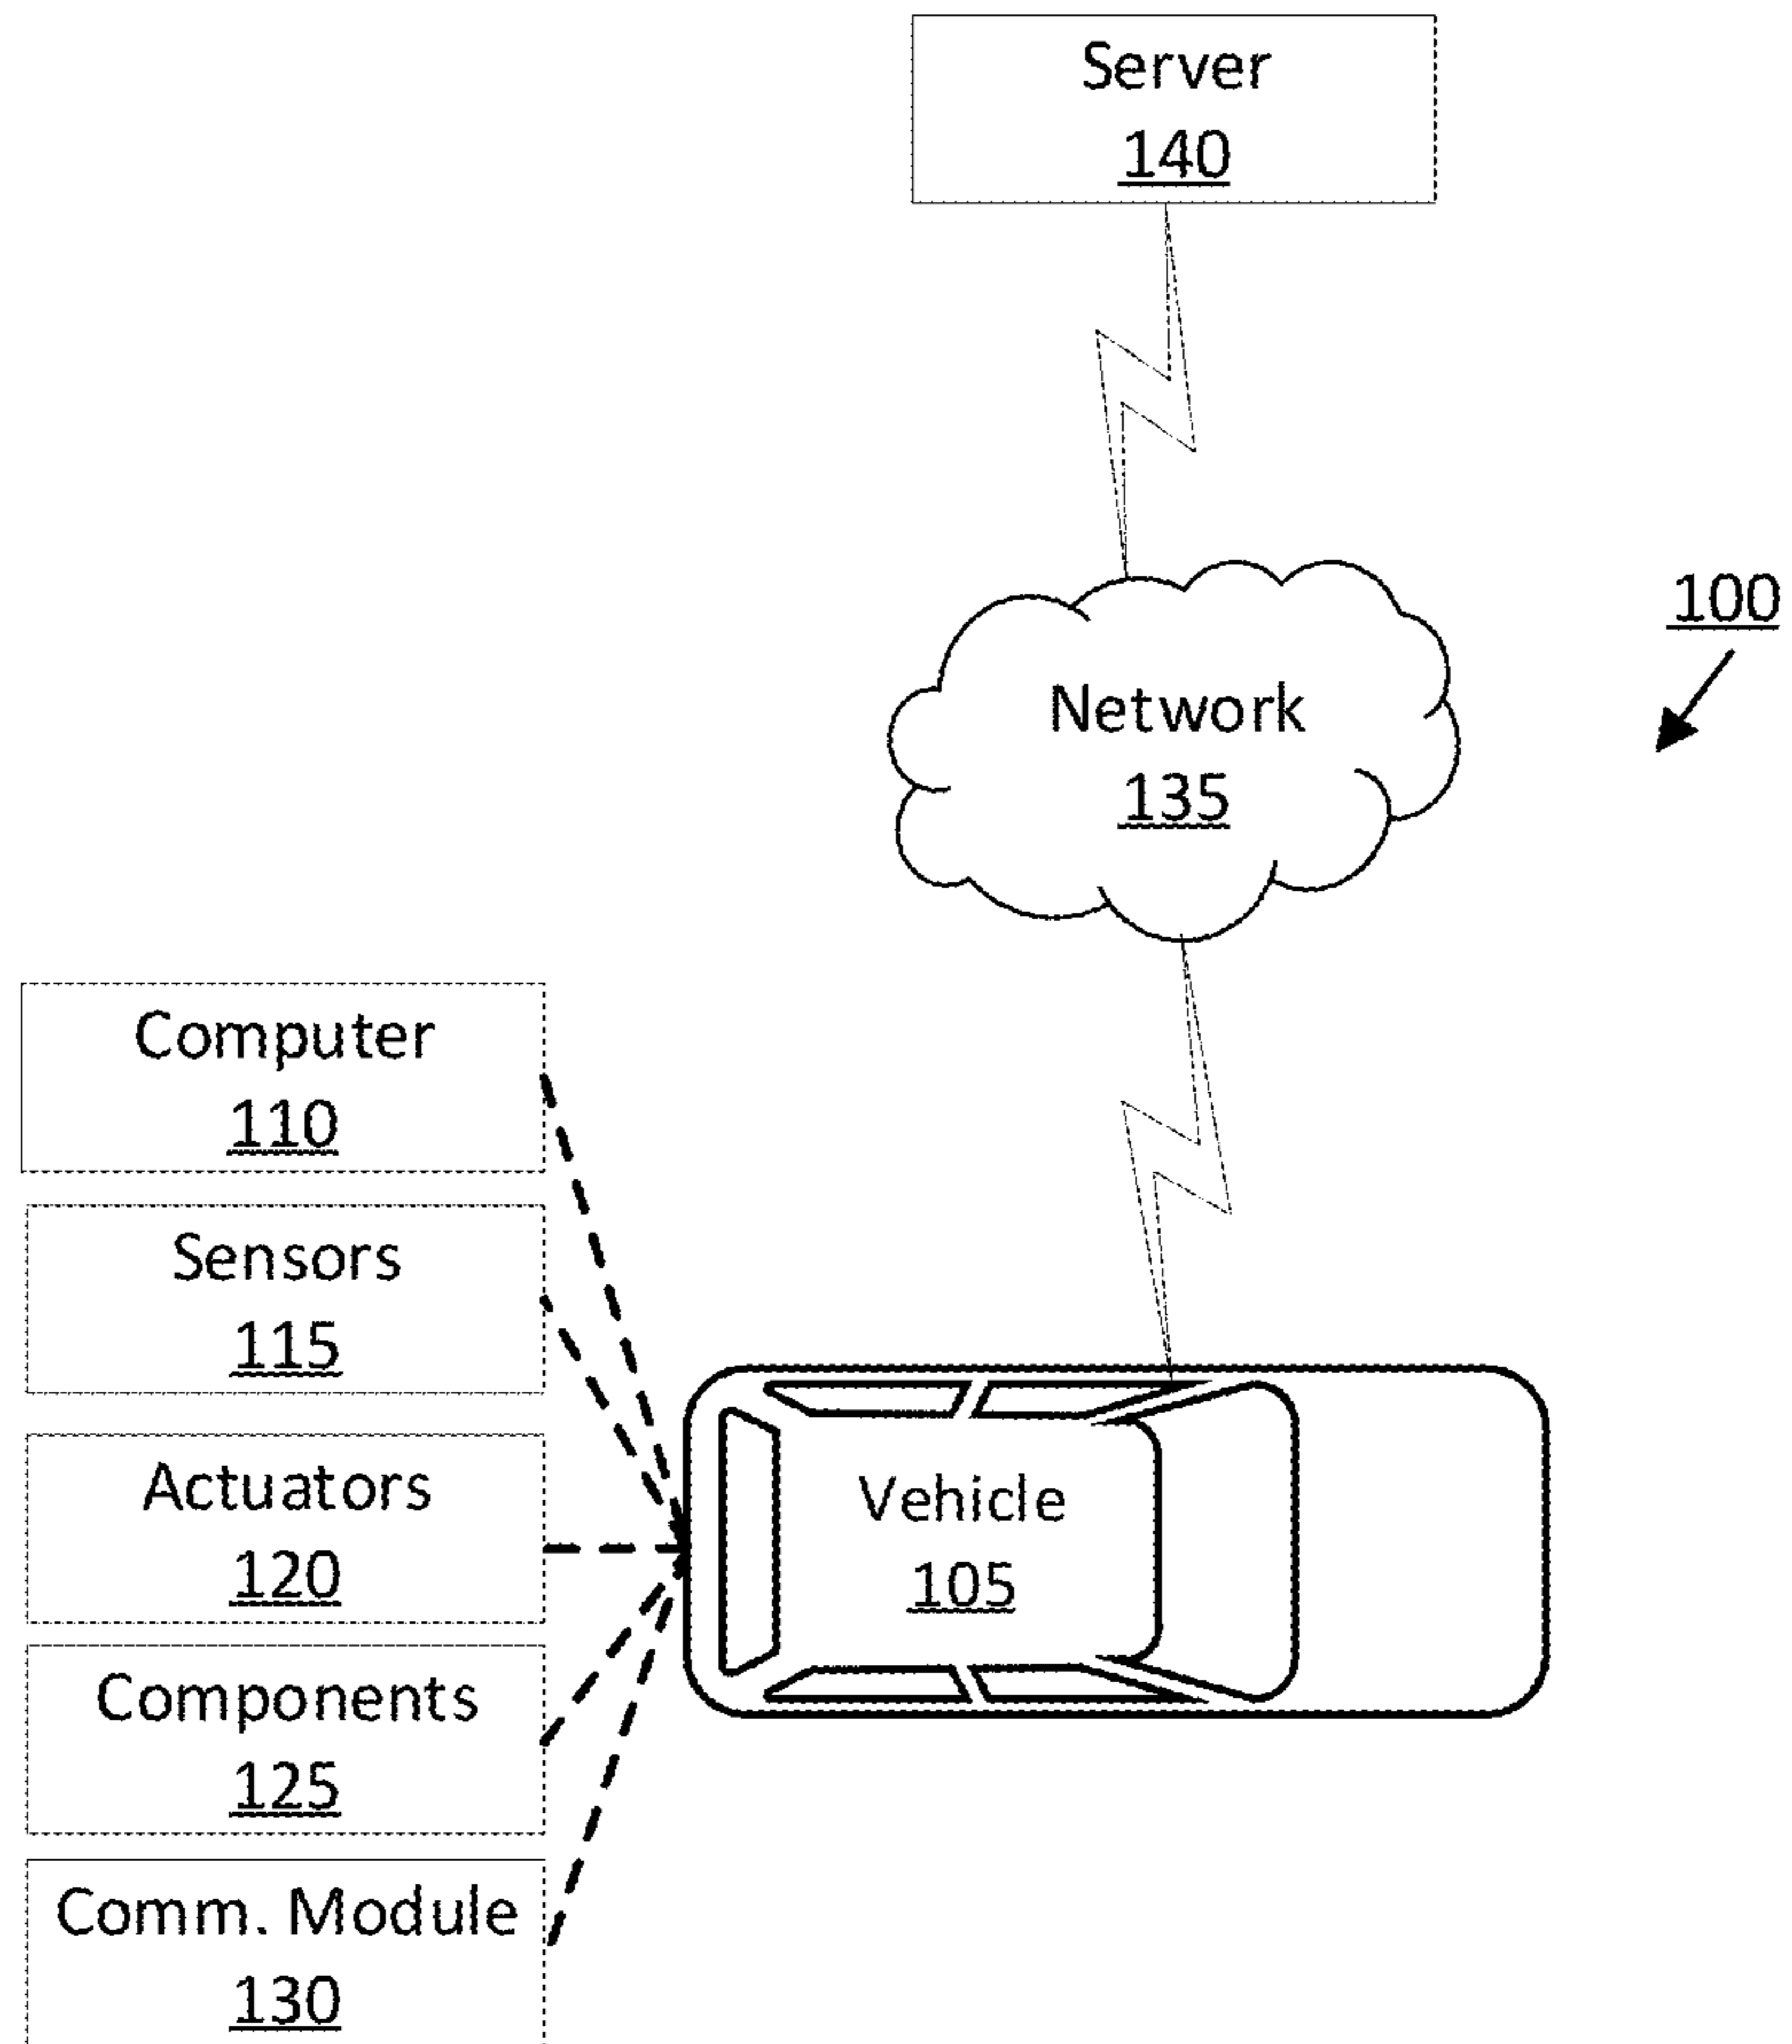 Server
140
100
Network
135
Computer
110
Sensors
115
Actuators
120
Components
125
Comm. Module
130
Vehicle
105